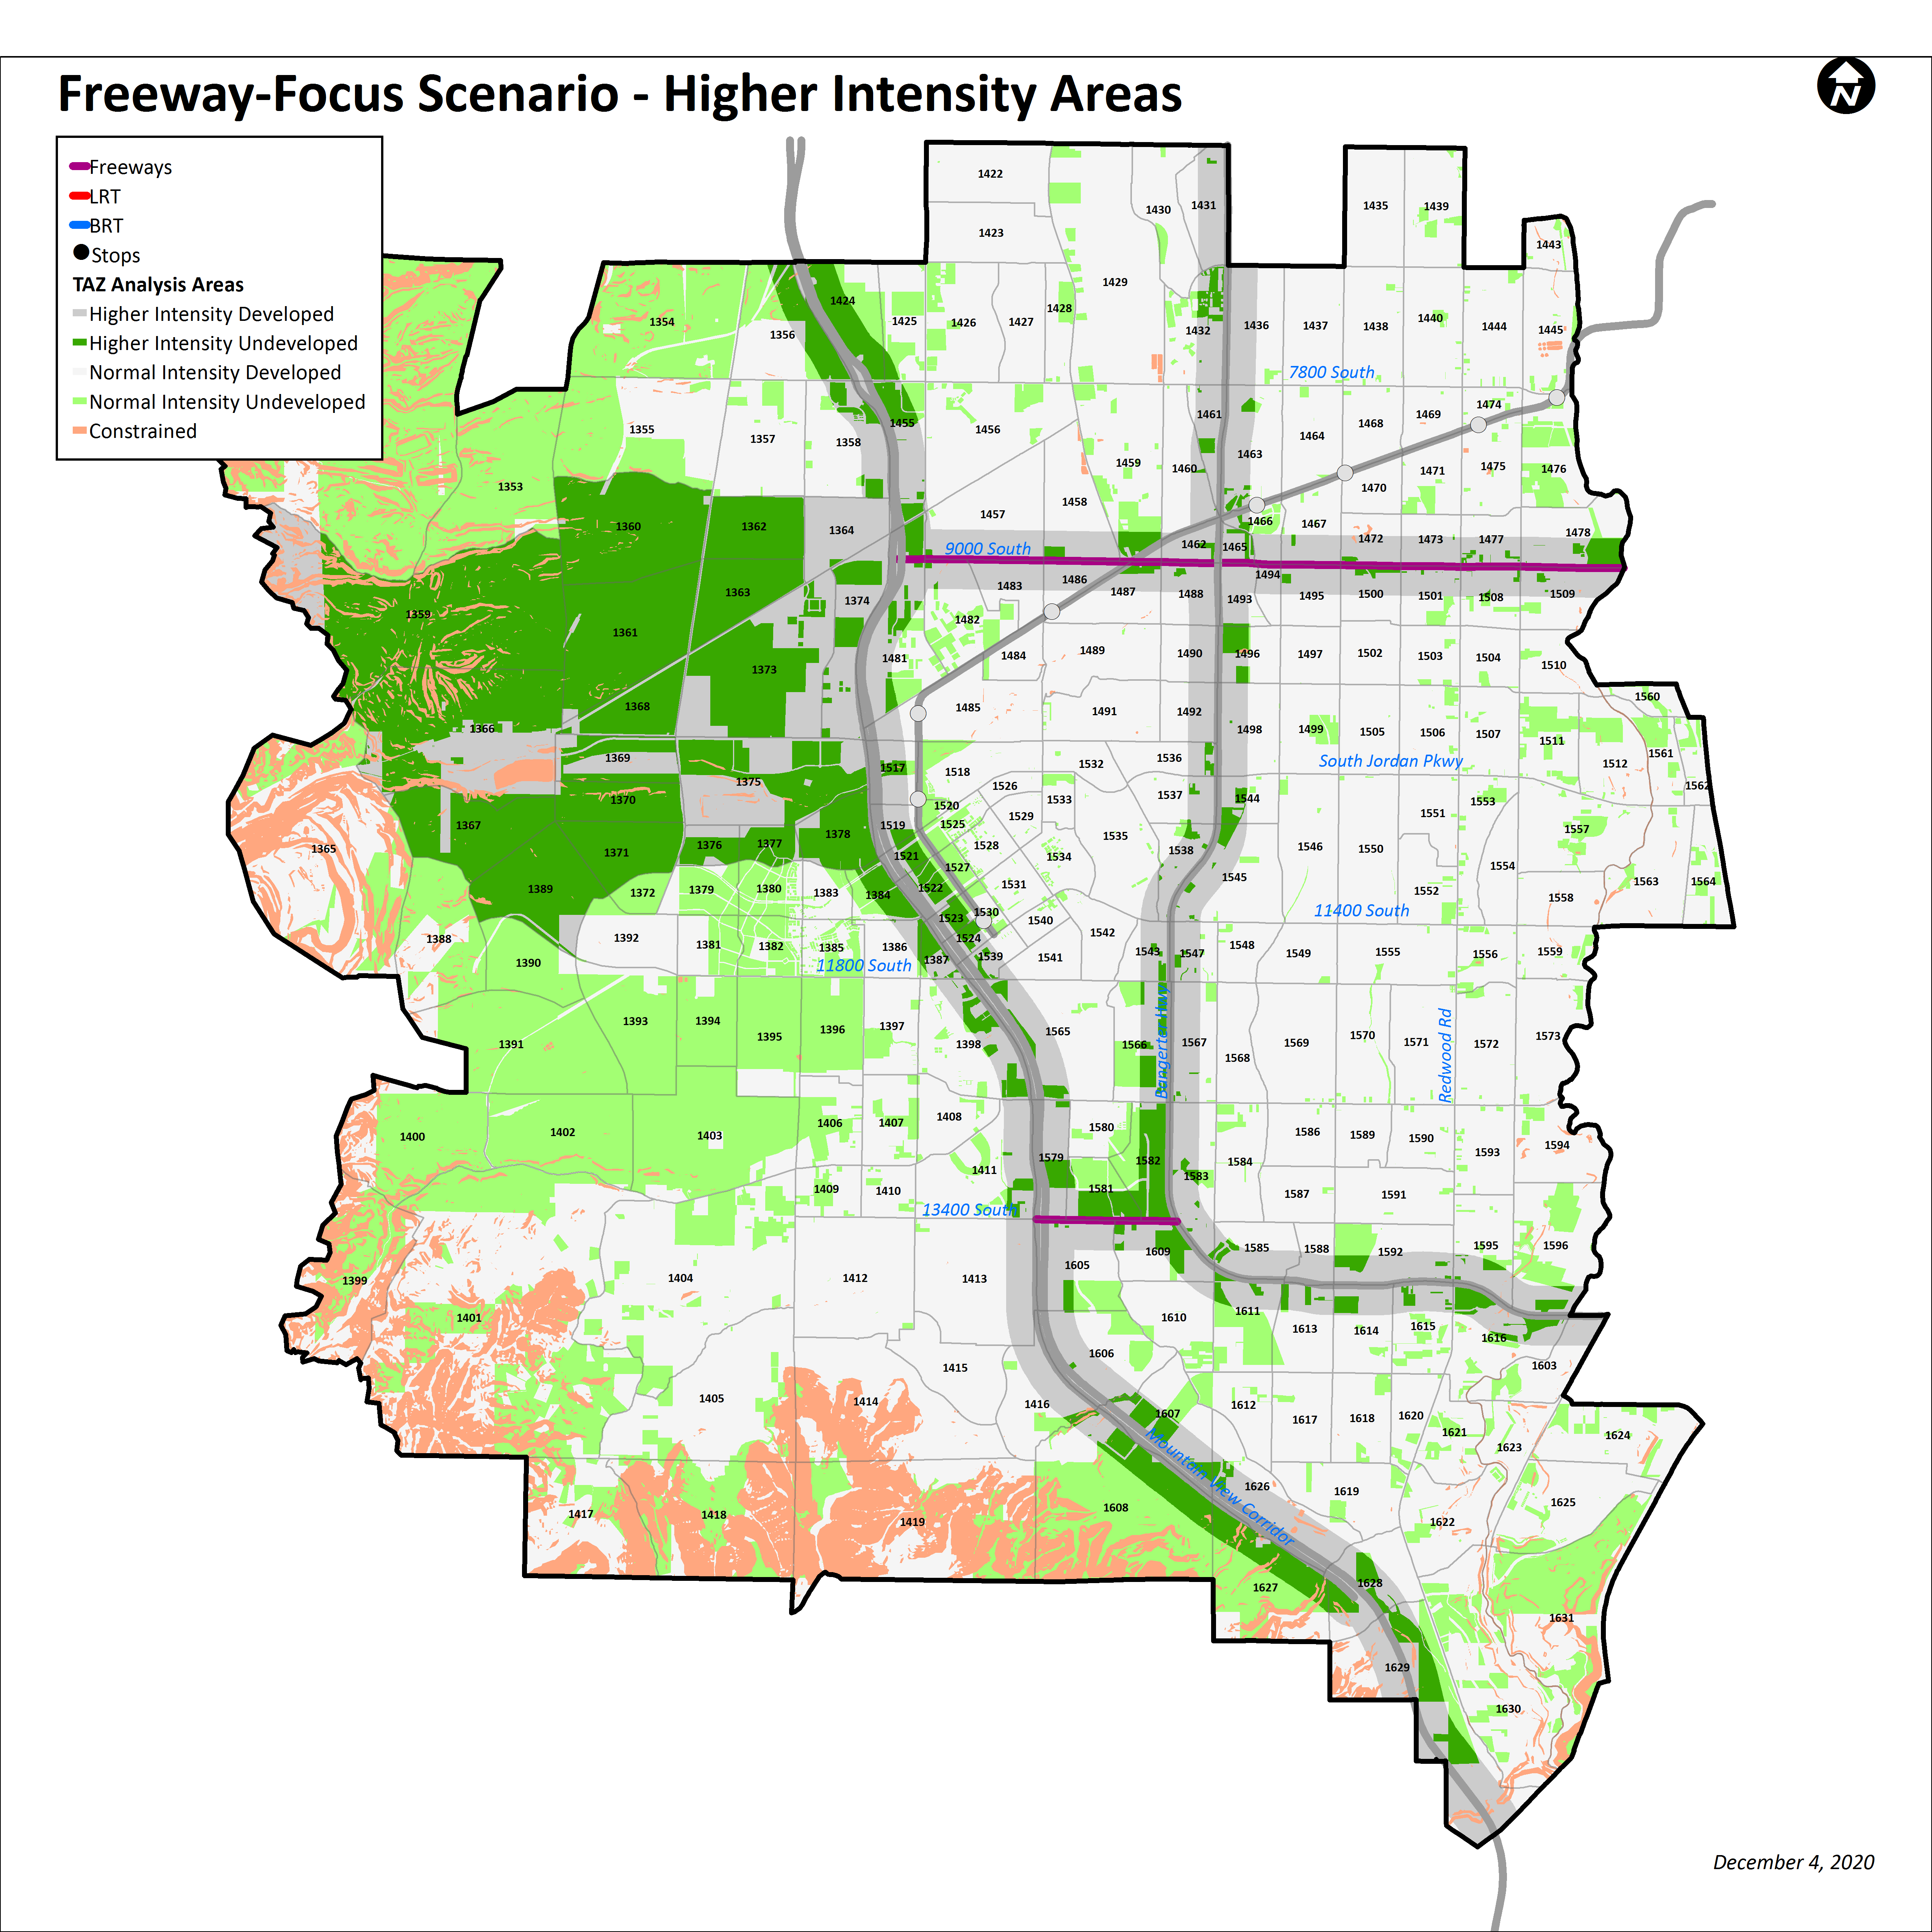 Freeway-Focus Scenario - Higher Intensity Areas
N
Freeways
LRT
BRT
Stops
TAZ Analysis Areas
Higher Intensity Developed
Higher Intensity Undeveloped
Normal Intensity Developed
Normal Intensity Undeveloped
Constrained
1422
1430 1431
1435 1439
1423
1443
1429
1424
1428
1354 1425 1426 1427
1356
1432 1436 1437 1438 1440 1444 1445
7800 South
1474
1355 1357 1358 1455 1456
1461 1464 1468 1469
1459 1460 1463
1471 1475 1476
1353
1470
1458
1457
1360 1362 1364
1466 1467
1462 1465 1472 1473 1477 1478
9000 South
1494
1483 1486 1487 1488 1493 1495 1500 1501 1508 1509
1363 1374
1359
1361
1482
1481 1484 1489 1490 1496 1497 1502 1503 1504 1510
1373
1560
1368
1485 1491 1492
1366
1498 1499 1505 1506 1507 1511
1561
1369
1517 1518 1532 1536
South Jordan Pkwy
1512
1375
1526
1562
1370
1520 1533 1537 1544
1553
1551
1367
1519 1525 1529
1557
1376 1377 1378
1535
1365
1371
1521 1528 1534 1538 1546 1550
1527
1554
1545
1389 1372 1379 1380 1383 1384 1522 1531
1552
1563 1564
1558
11400 South
1523 1530 1540
1388
1392 1381 1382 1385 1386 1524 1542
1548
1543 1547 1549 1555 1556 1559
1390
11800 South
1387 1539 1541
1393 1394 1396 1397 1565
1395
1391
1398
1566 1567 1568 1569 1570 1571 1572 1573
Bangerter Hwy
Redwood Rd
1400 1402 1403 1406 1407 1408
1580
1586 1589 1590 1593 1594
1411 1579 1582 1584
1409 1410 1581 1583 1587 1591
13400 South
1609 1585 1588 1592 1595 1596
1605
1399 1404 1412 1413
1401
1610 1611 1613 1614 1615 1616
1606
1603
1415
1405 1414 1416
1607 1612 1617 1618 1620
1621 1623 1624
Mountain View Corridor
1626 1619
1625
1608
1417 1418 1419
1622
1627 1628
1631
1629
1630
December 4, 2020